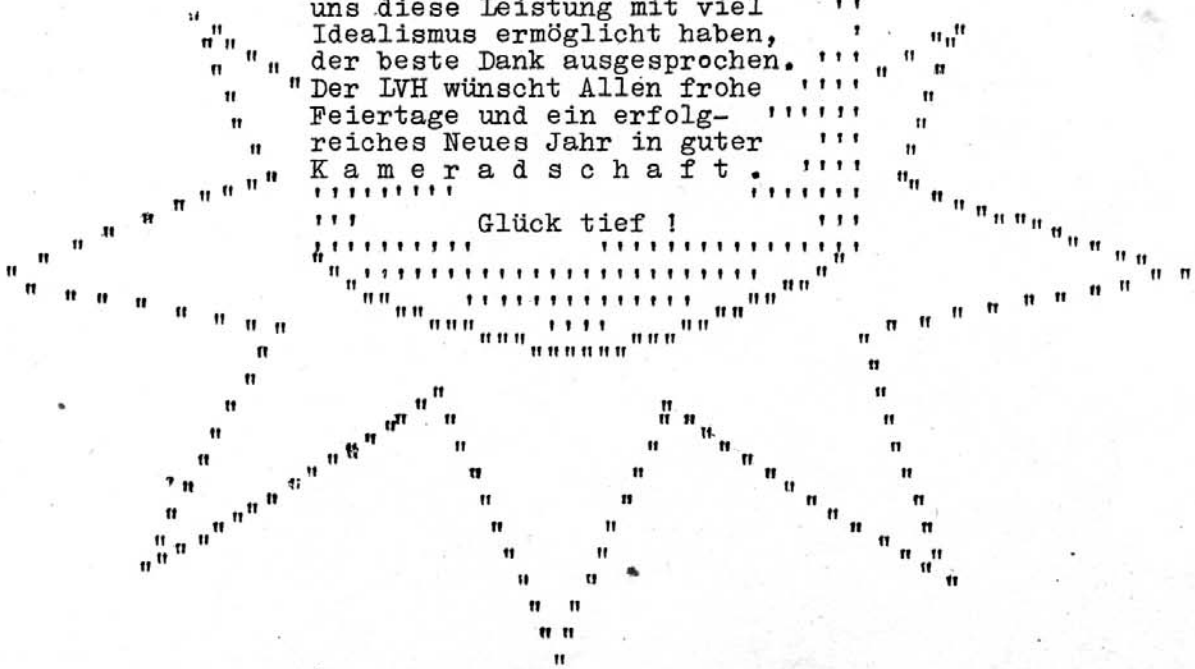 uns diese Leistung mit viel
Idealismus ermöglicht haben,
der beste Dank ausgesprochen.
Der LVH wünscht Allen frohe
Feiertage und ein erfolg-
reiches Neues Jahr in guter
K a m e r a d s c h a f t .
Glück tief !